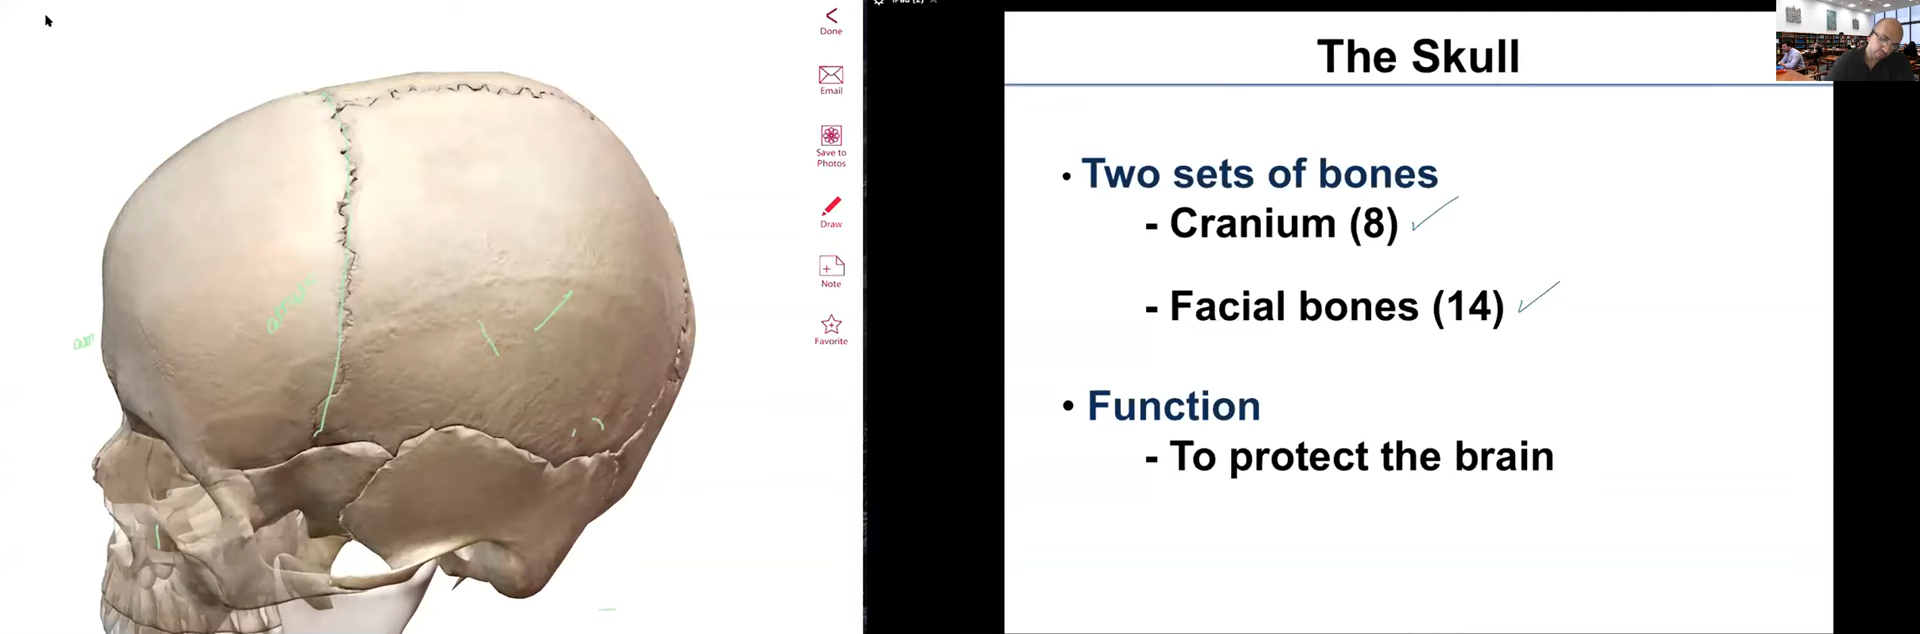 Done
Email
Save to
Photos
Draw
Note
Favorite
The Skull
• Two sets of bones
- Cranium (8)
- Facial bones (14)
• Function
- To protect the brain